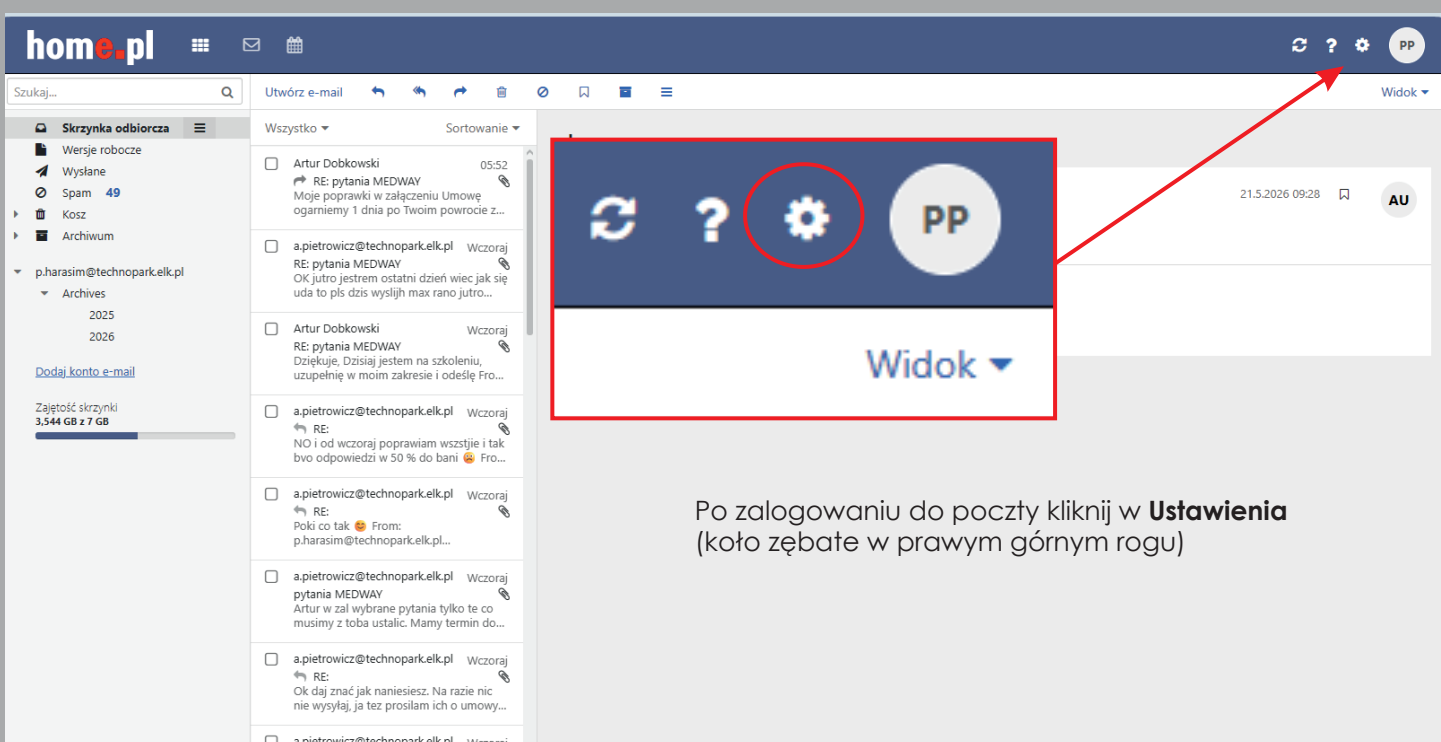 home.pl
PP
Szukaj...
Utwórz e-mail
Widok
Skrzynka odbiorcza
Wersje robocze
Wysłane
Spam 49
Kosz
Archiwum
p.harasim@technopark.elk.pl
Archives
2025
2026
Dodaj konto e-mail
Zajętość skrzynki
3,544 GB z 7 GB
Wszystko Sortowanie
Artur Dobkowski 05:52
RE: pytania MEDWAY
Moje poprawki w załączeniu Umowę
ogarniemy 1 dnia po Twoim powrocie z...
a.pietrowicz@technopark.elk.pl Wczoraj
RE: pytania MEDWAY
OK jutro jestrem ostatni dzień wiec jak się
uda to pls dzis wyslijh max rano jutro...
Artur Dobkowski Wczoraj
RE: pytania MEDWAY
Dziękuje, Dzisiaj jestem na szkoleniu,
uzupełnię w moim zakresie i odeślę Fro...
a.pietrowicz@technopark.elk.pl Wczoraj
RE:
NO i od wczoraj poprawiam wszstjie i tak
bvo odpowiedzi w 50 % do bani 😩 Fro...
a.pietrowicz@technopark.elk.pl Wczoraj
RE:
Poki co tak 😊 From:
p.harasim@technopark.elk.pl...
a.pietrowicz@technopark.elk.pl Wczoraj
pytania MEDWAY
Artur w zal wybrane pytania tylko te co
musimy z toba ustalic. Mamy termin do...
a.pietrowicz@technopark.elk.pl Wczoraj
RE:
Ok daj znać jak naniesiesz. Na razie nic
nie wysyłaj, ja tez prosilam ich o umowy...
a.pietrowicz@technopark.elk.pl Wczoraj
21.5.2026 09:28
AU
? PP
Widok
Po zalogowaniu do poczty kliknij w Ustawienia
(koło zębate w prawym górnym rogu)